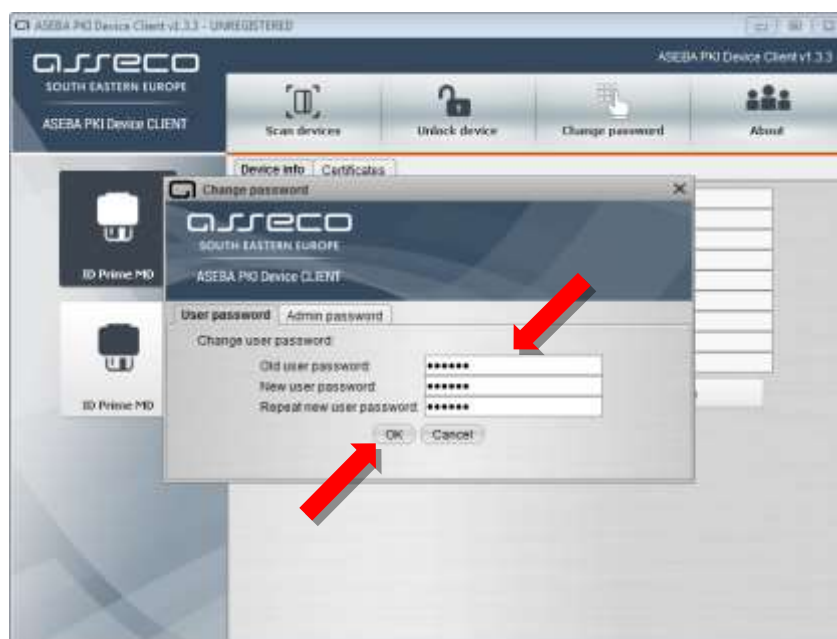 ASEBA PKI Device Client v1.3.3 - UNREGISTERED
asseco
SOUTH EASTERN EUROPE
ASEBA PKI Device CLIENT
ASEBA PKI Device Client v1.3.3
Scan devices
Unlock device
Change password
About
Device info
Certificates
ID Prime MD
ID Prime MD
Change password
asseco
SOUTH EASTERN EUROPE
ASEBA PKI Device CLIENT
User password
Admin password
Change user password:
Old user password:
New user password:
Repeat new user password:
OK
Cancel